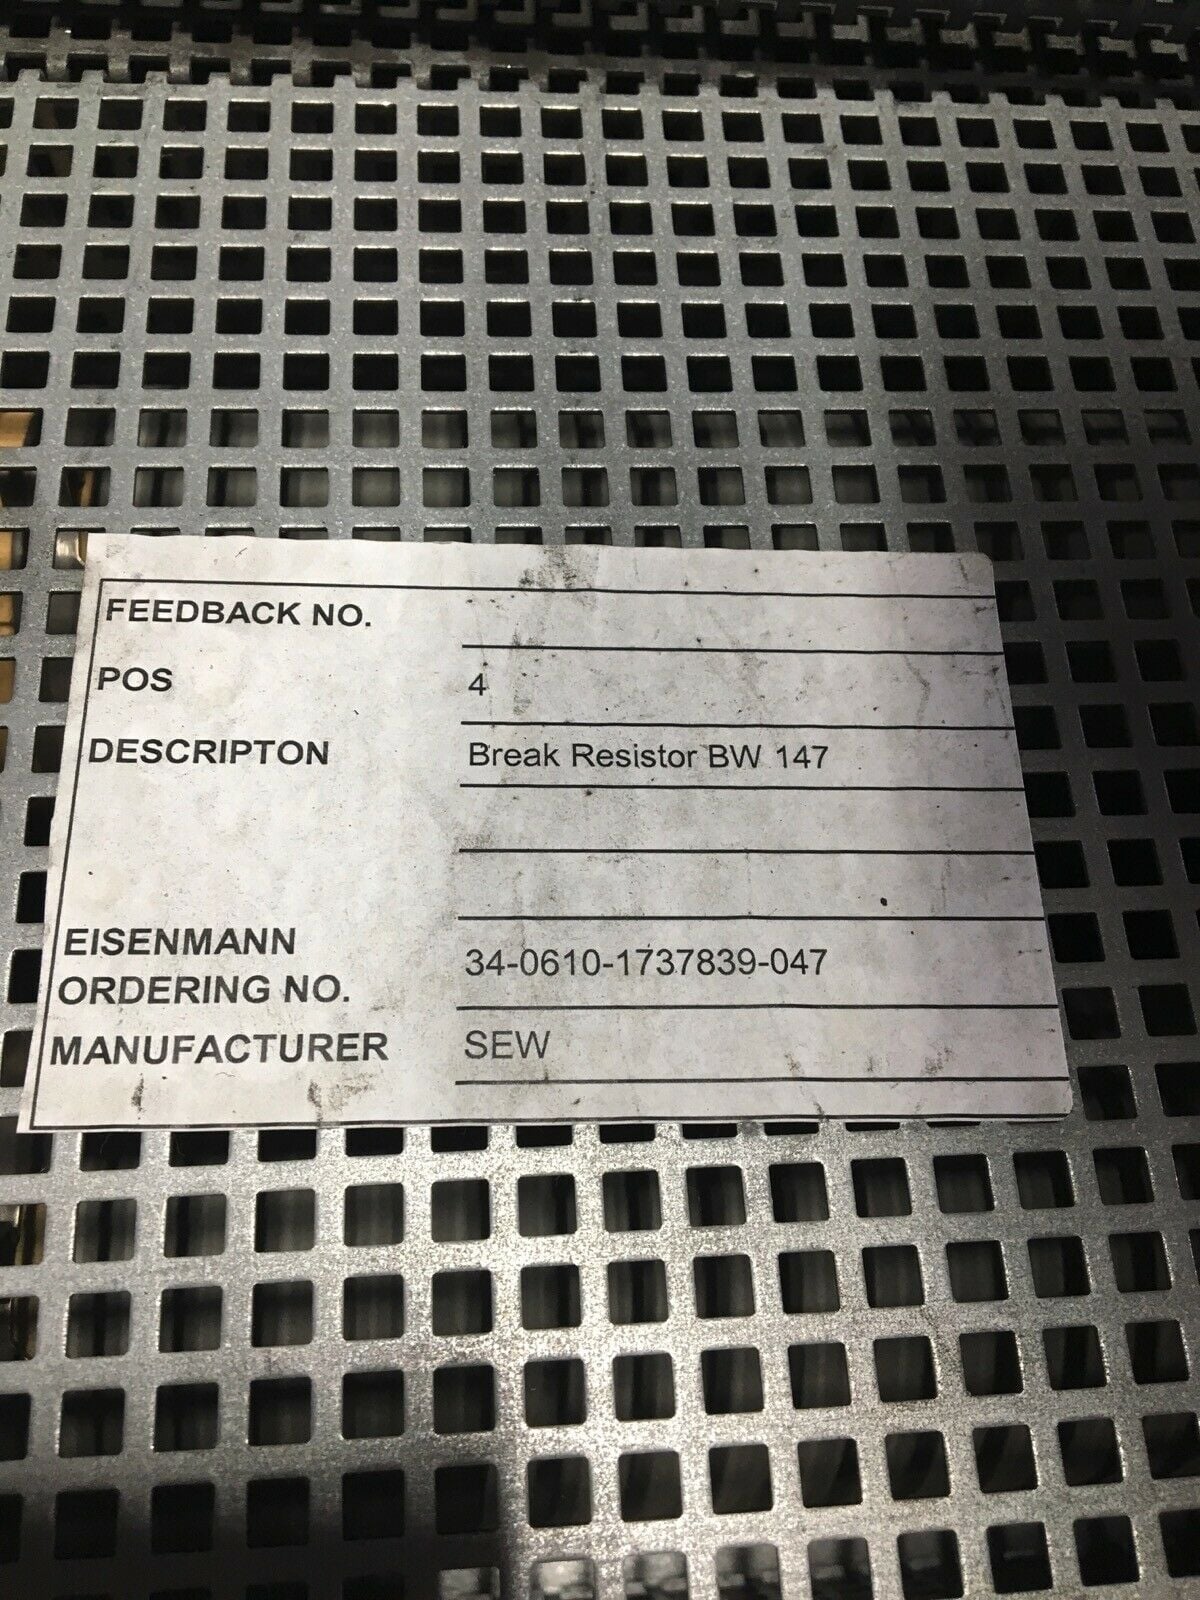 FEEDBACK NO.
POS 4
DESCRIPTON Break Resistor BW 147
EISENMANN
ORDERING NO. 34-0610-1737839-047
MANUFACTURER SEW